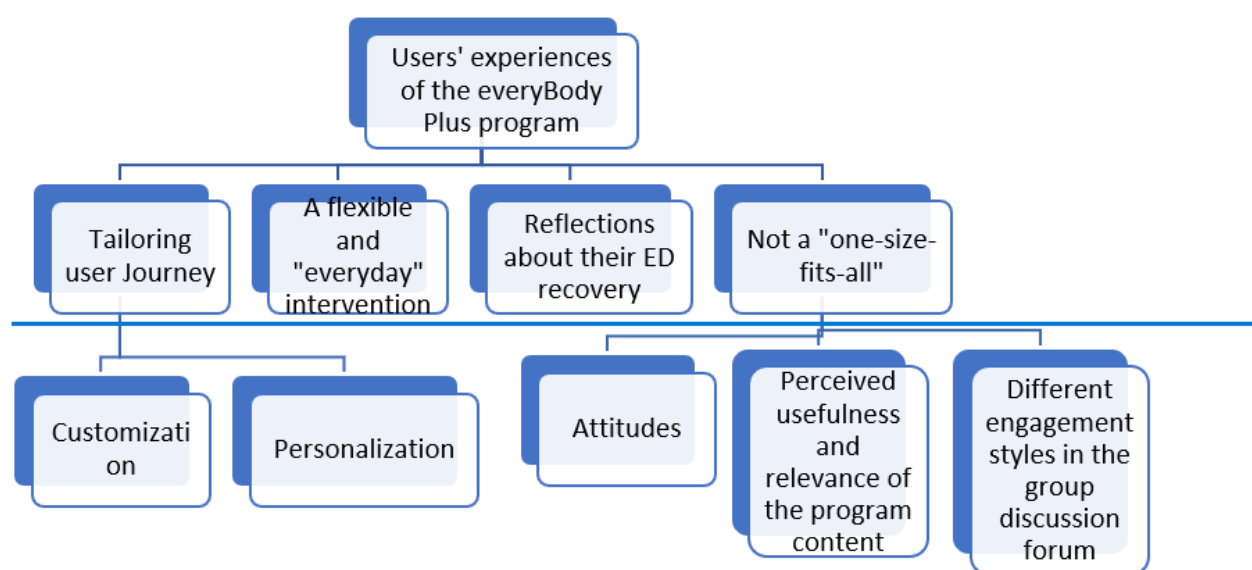 Users' experiences
of the everyBody
Plus program
Tailoring
user Journey
A flexible
and
"everyday"
intervention
Reflections
about their ED
recovery
Not a "one-size-
fits-all"
Customizati
on
Personalization
Attitudes
Perceived
usefulness
and
relevance of
the program
content
Different
engagement
styles in the
group
discussion
forum